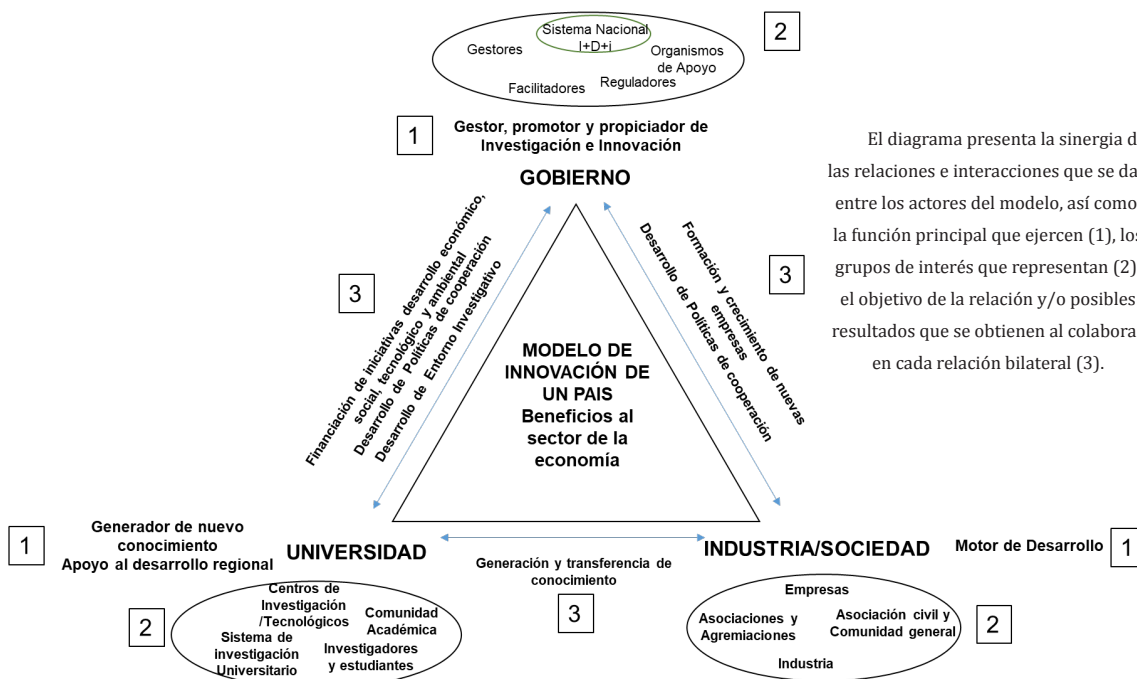 Sistema Nacional
I+D+i
Gestores
Organismos
de Apoyo
Facilitadores
Reguladores
2
1
Gestor, promotor y propiciador de
Investigación e Innovación
GOBIERNO
El diagrama presenta la sinergia d
las relaciones e interacciones que se da
entre los actores del modelo, así como
la función principal que ejercen (1), los
grupos de interés que representan (2)
el objetivo de la relación y/o posibles
resultados que se obtienen al colabora
en cada relación bilateral (3).
3
Financiación de iniciativas desarrollo económico,
social, tecnológico y ambiental
Desarrollo de Políticas de cooperación
Desarrollo de Entorno Investigativo
3
Formación y crecimiento de nuevas
empresas
Desarrollo de Políticas de cooperación
MODELO DE
INNOVACIÓN DE
UN PAIS
Beneficios al
sector de la
economía
1
Generador de nuevo
conocimiento
Apoyo al desarrollo regional
UNIVERSIDAD
Generación y transferencia de
conocimiento
3
INDUSTRIA/SOCIEDAD
Motor de Desarrollo
1
2
Centros de
Investigación
/Tecnológicos
Comunidad
Académica
Sistema de
investigación
Universitario
Investigadores
y estudiantes
Empresas
Asociaciones y
Agremiaciones
Asociación civil y
Comunidad general
Industria
2